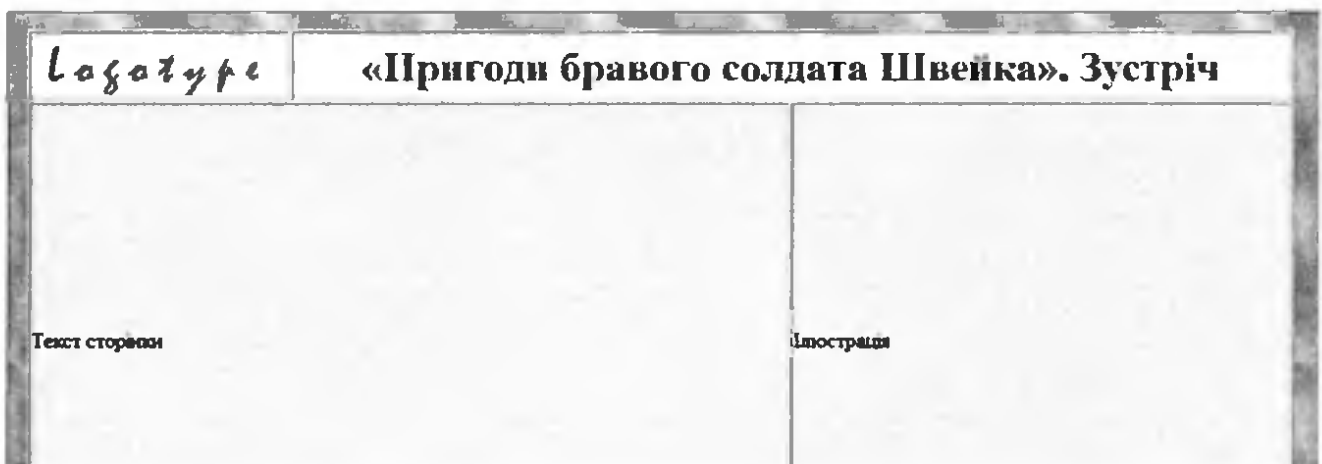 Logotype
«Пригоди бравого солдата Швейка». Зустріч
Текст сторінки
Ілюстрація